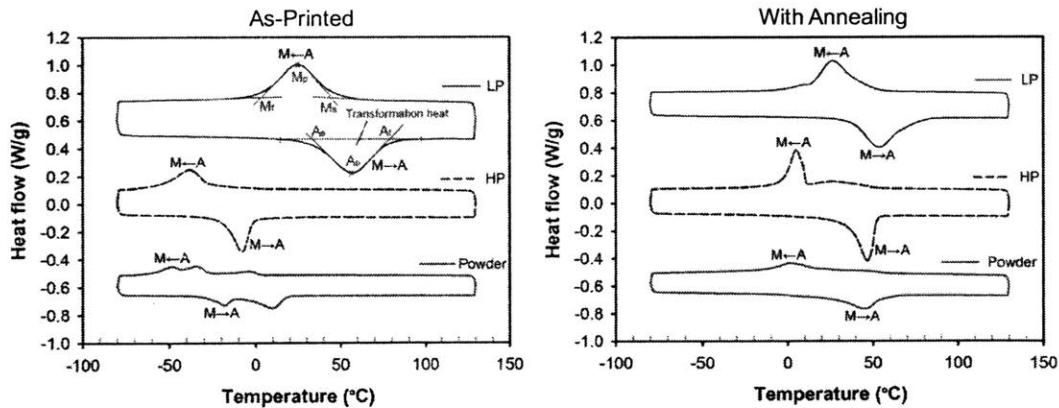 As-Printed
1.2
1.0
0.8
0.6
0.4
0.2
0.0
-0.2
-0.4
-0.6
-0.8
-1.0
Heat flow (W/g)
M←A
Mp
Mf
Ms
LP
Transformation heat
Af
M→A
M←A
HP
M→A
M←A
Powder
M→A
-100 -50 0 50 100 150
Temperature (°C)
With Annealing
1.2
1.0
0.8
0.6
0.4
0.2
0.0
-0.2
-0.4
-0.6
-0.8
-1.0
Heat flow (W/g)
M←A
LP
M→A
M←A
HP
M→A
M←A
Powder
M→A
-100 -50 0 50 100 150
Temperature (°C)